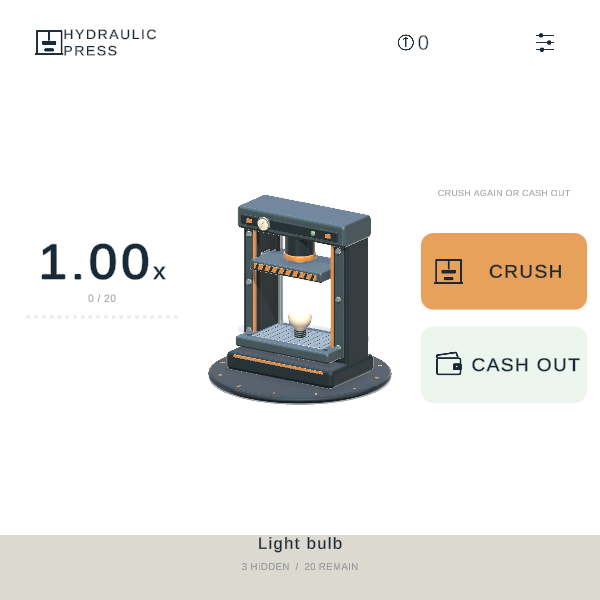 HYDRAULIC
PRESS
0
CRUSH AGAIN OR CASH OUT
1.00x
0 / 20
CRUSH
CASH OUT
Light bulb
3 HIDDEN / 20 REMAIN